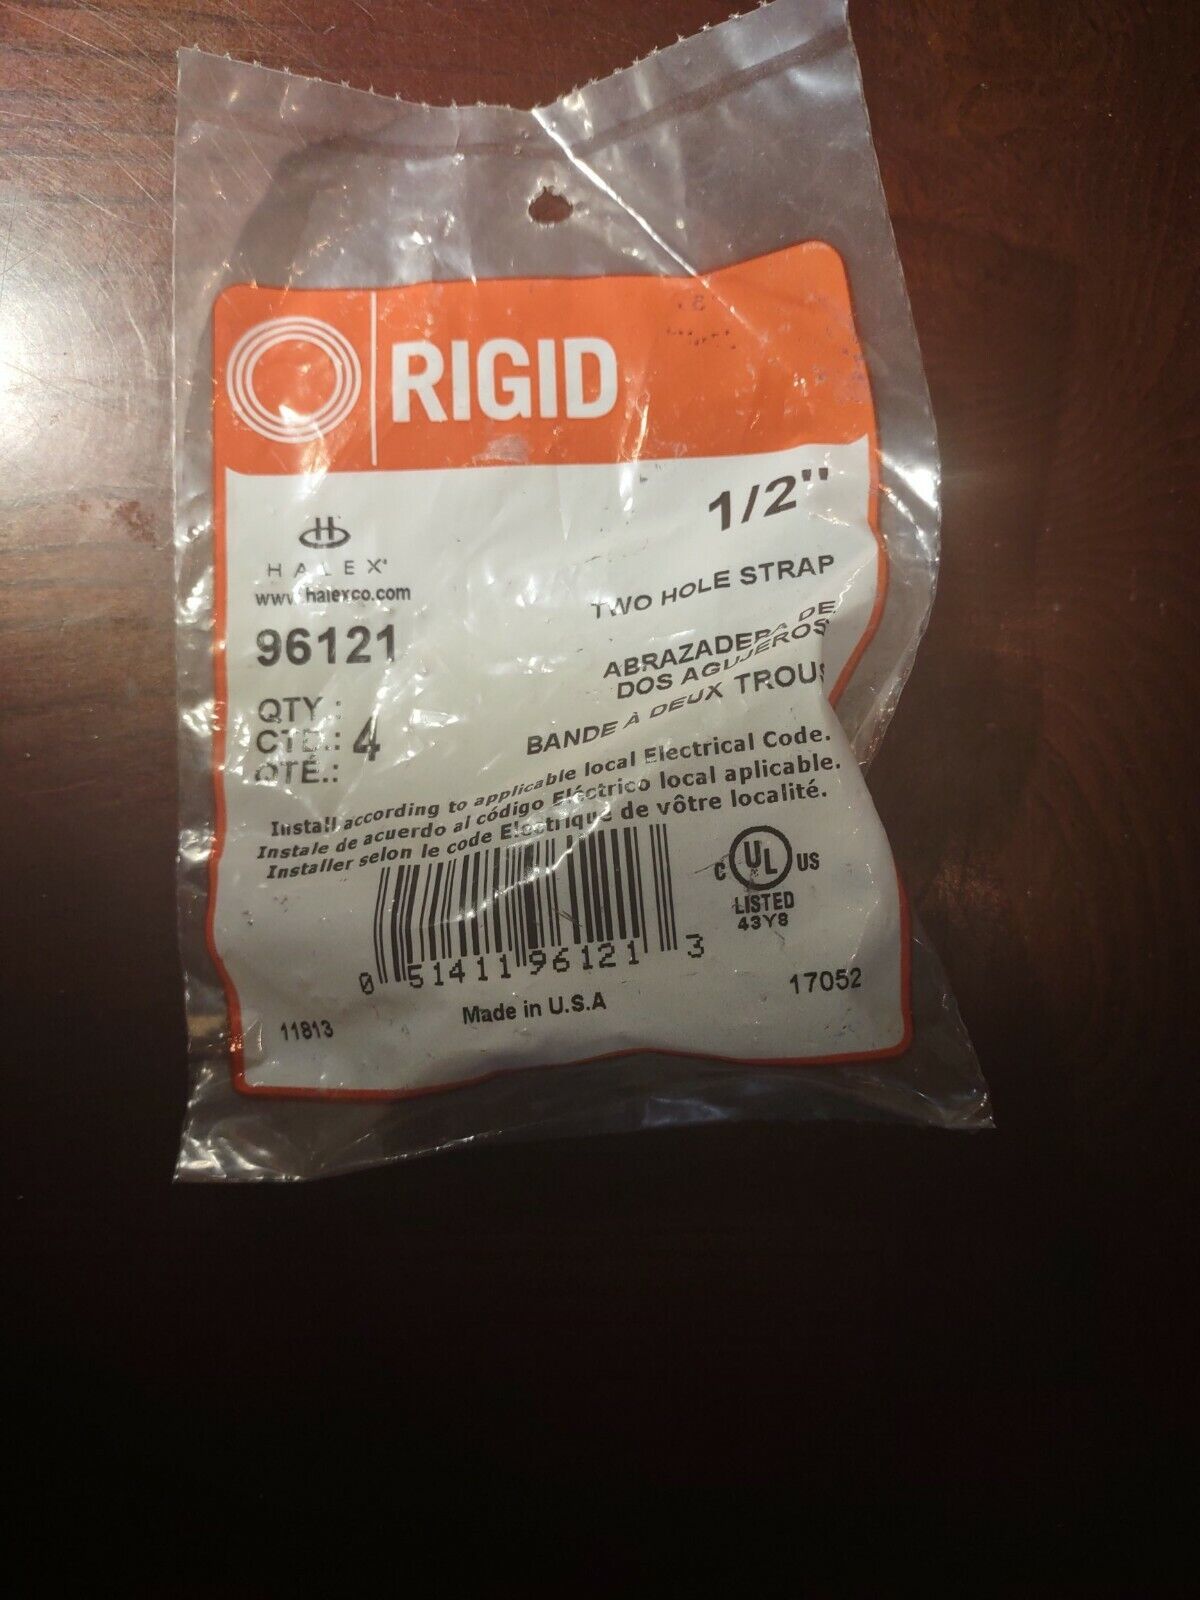 RIGID
1/2"
H
HALEX®
www.halexco.com
96121
TWO HOLE STRAP
ABRAZADERA DE
DOS AGUJEROS
BANDE À DEUX TROUS
QTY.:
CTD.: 4
QTÉ.:
Install according to applicable local Electrical Code.
Instale de acuerdo al código Eléctrico local aplicable.
Installer selon le code Electrique de vôtre localité.
C UL US
LISTED
43Y8
0 51411 96121 3
Made in U.S.A
17052
11813